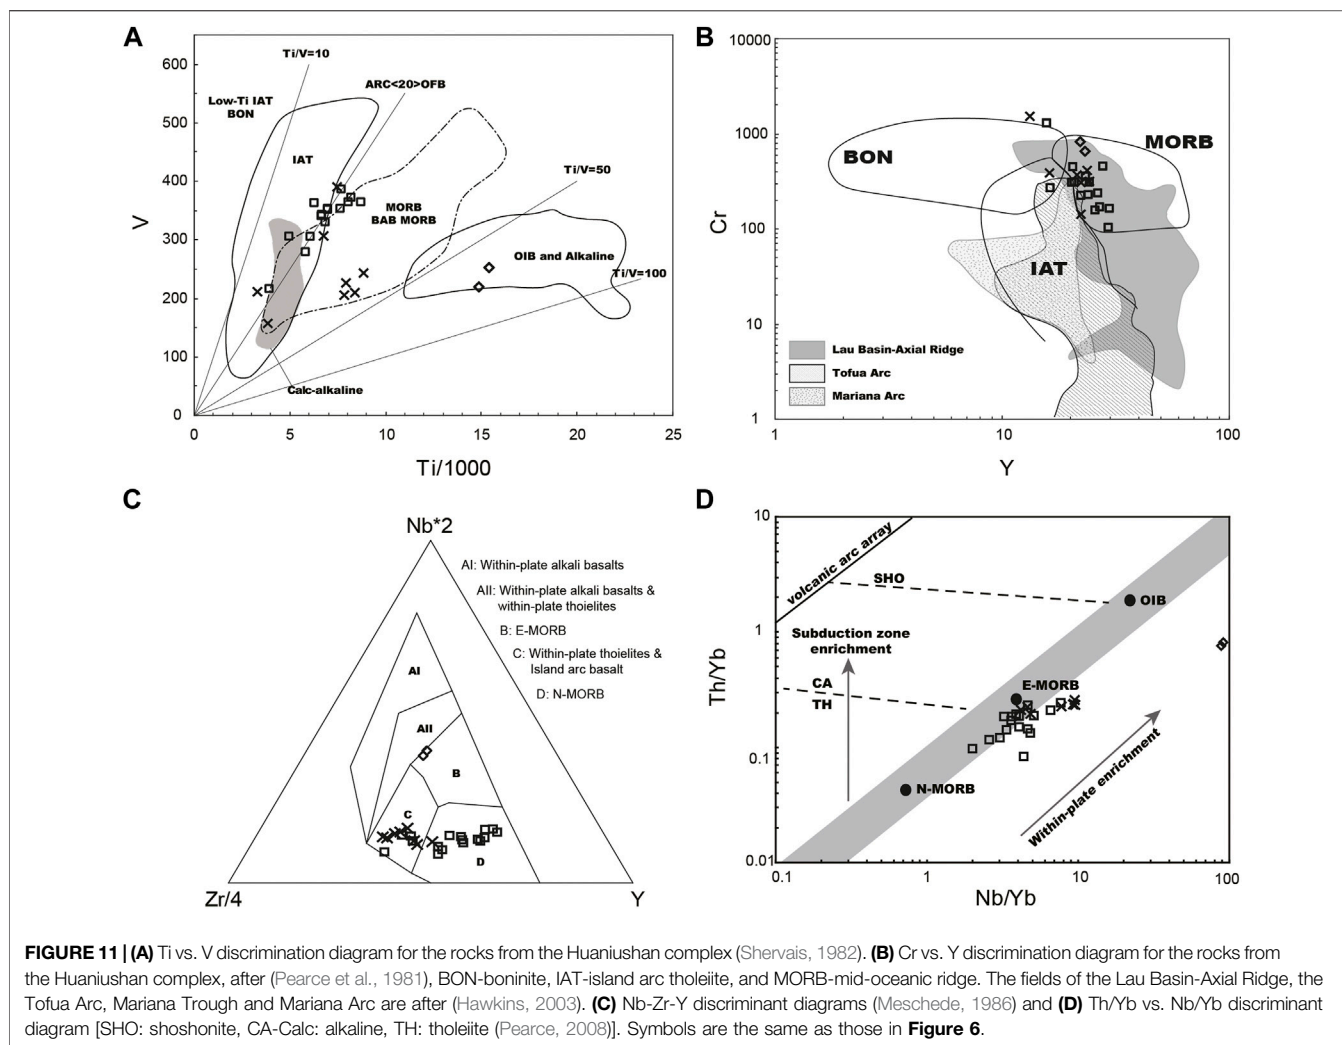 A
V
600
500
400
300
200
100
0
Ti/V=10
ARC<20>OFB
Low-Ti IAT
BON
IAT
Ti/V=50
MORB
BAB MORB
OIB and Alkaline
Ti/V=100
Calc-alkaline
0 5 10 15 20 25
Ti/1000
B
Cr
10000
1000
100
10
1
BON
MORB
IAT
Lau Basin-Axial Ridge
Tofua Arc
Mariana Arc
1 10 100
Y
C
Nb*2
AI: Within-plate alkali basalts
AII: Within-plate alkali basalts &
within-plate thoielites
B: E-MORB
C: Within-plate thoielites &
Island arc basalt
D: N-MORB
AI
AII
B
C
D
Zr/4
Y
D
Th/Yb
10
1
0.1
0.01
volcanic arc array
SHO
OIB
Subduction zone
enrichment
CA
TH
E-MORB
N-MORB
Within-plate enrichment
0.1 1 10 100
Nb/Yb
FIGURE 11 | (A) Ti vs. V discrimination diagram for the rocks from the Huaniushan complex (Shervais, 1982). (B) Cr vs. Y discrimination diagram for the rocks from
the Huaniushan complex, after (Pearce et al., 1981), BON-boninite, IAT-island arc tholeiite, and MORB-mid-oceanic ridge. The fields of the Lau Basin-Axial Ridge, the
Tofua Arc, Mariana Trough and Mariana Arc are after (Hawkins, 2003). (C) Nb-Zr-Y discriminant diagrams (Meschede, 1986) and (D) Th/Yb vs. Nb/Yb discriminant
diagram [SHO: shoshonite, CA-Calc: alkaline, TH: tholeiite (Pearce, 2008)]. Symbols are the same as those in Figure 6.